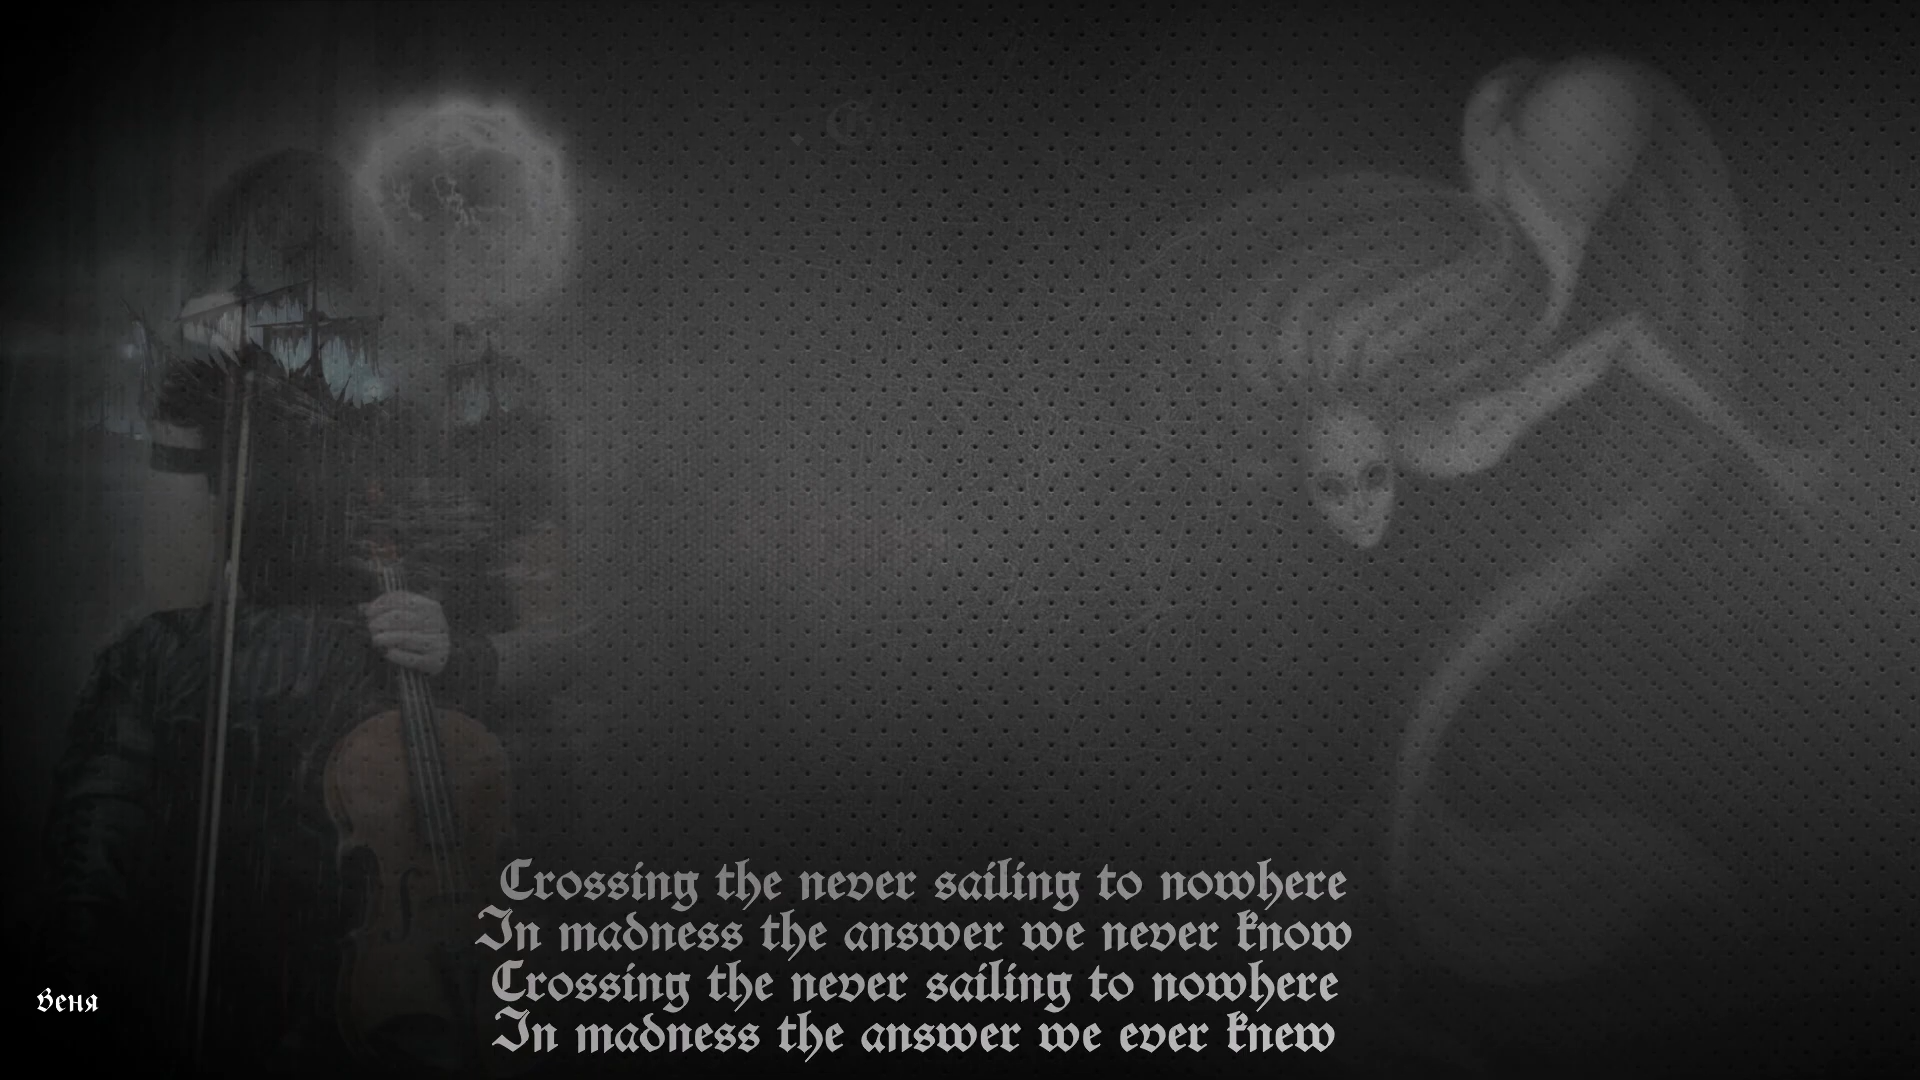 Crossing the never sailing to nowhere
In madness the answer we never know
Crossing the never sailing to nowhere
In madness the answer we ever knew
Веня